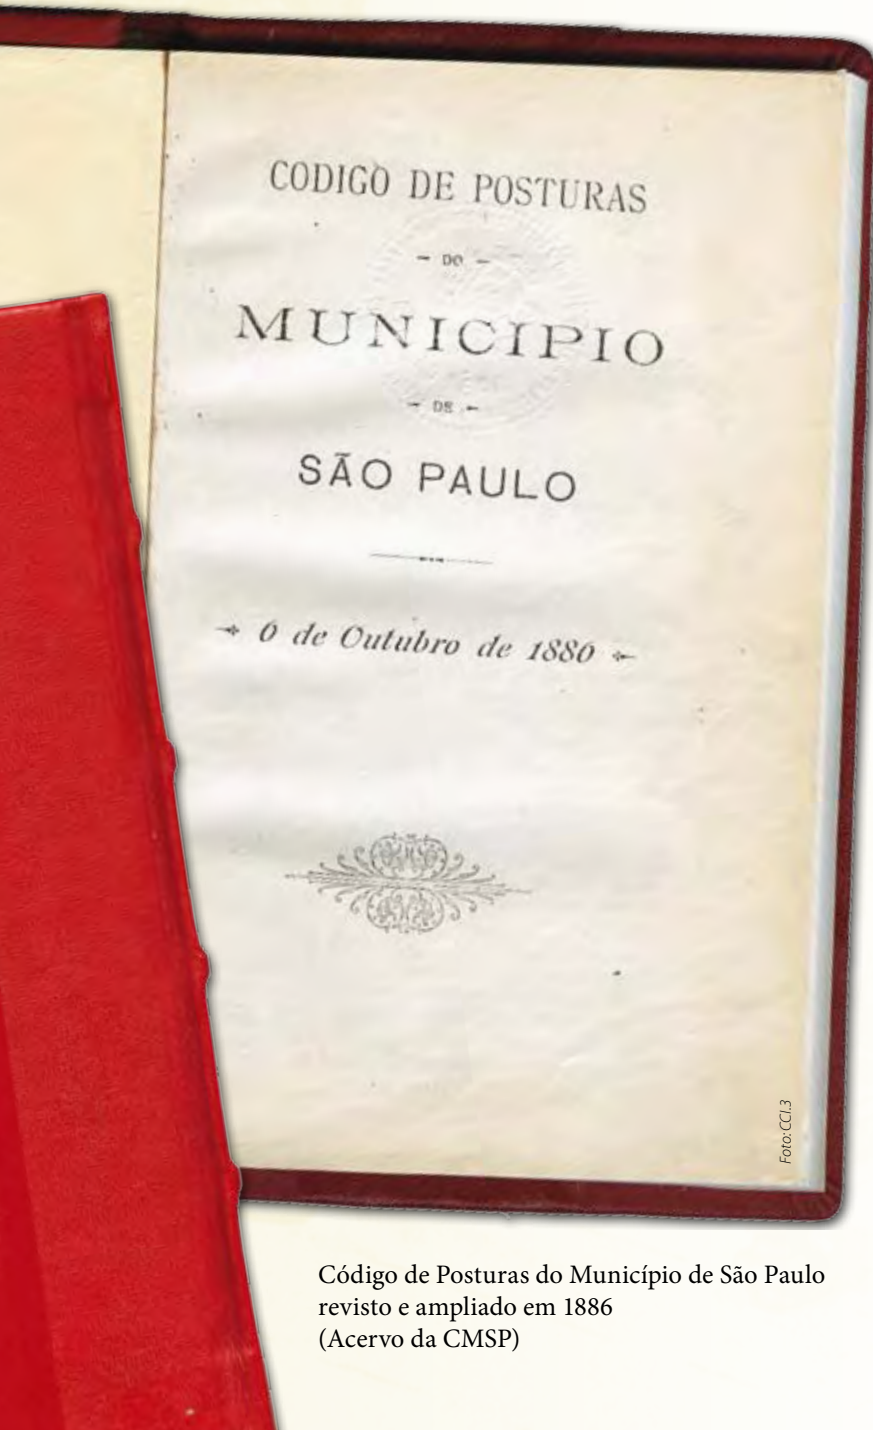 CODIGO DE POSTURAS
- DO -
MUNICIPIO
- DE -
SÃO PAULO
6 de Outubro de 1886
Foto: CCI.3
Código de Posturas do Município de São Paulo
revisto e ampliado em 1886
(Acervo da CMSP)